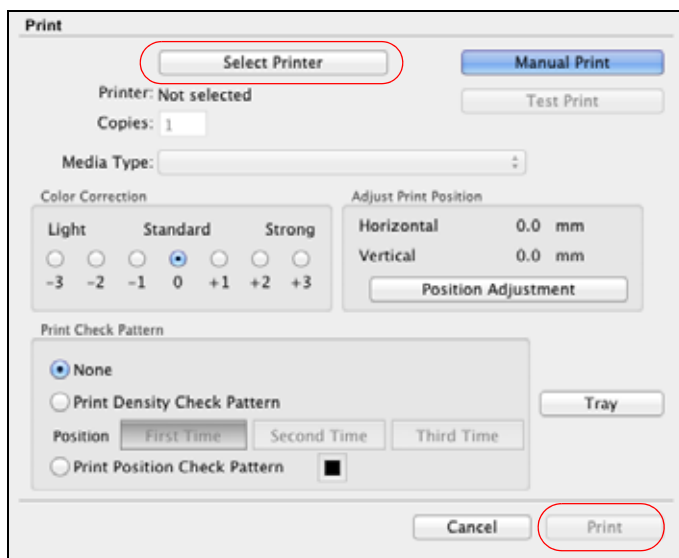 Print
Select Printer Manual Print
Printer: Not selected Test Print
Copies: 1
Media Type:
Color Correction Adjust Print Position
Light Standard Strong Horizontal 0.0 mm
Vertical 0.0 mm
-3 -2 -1 0 +1 +2 +3 Position Adjustment
Print Check Pattern
None
Print Density Check Pattern Tray
Position First Time Second Time Third Time
Print Position Check Pattern
Cancel Print